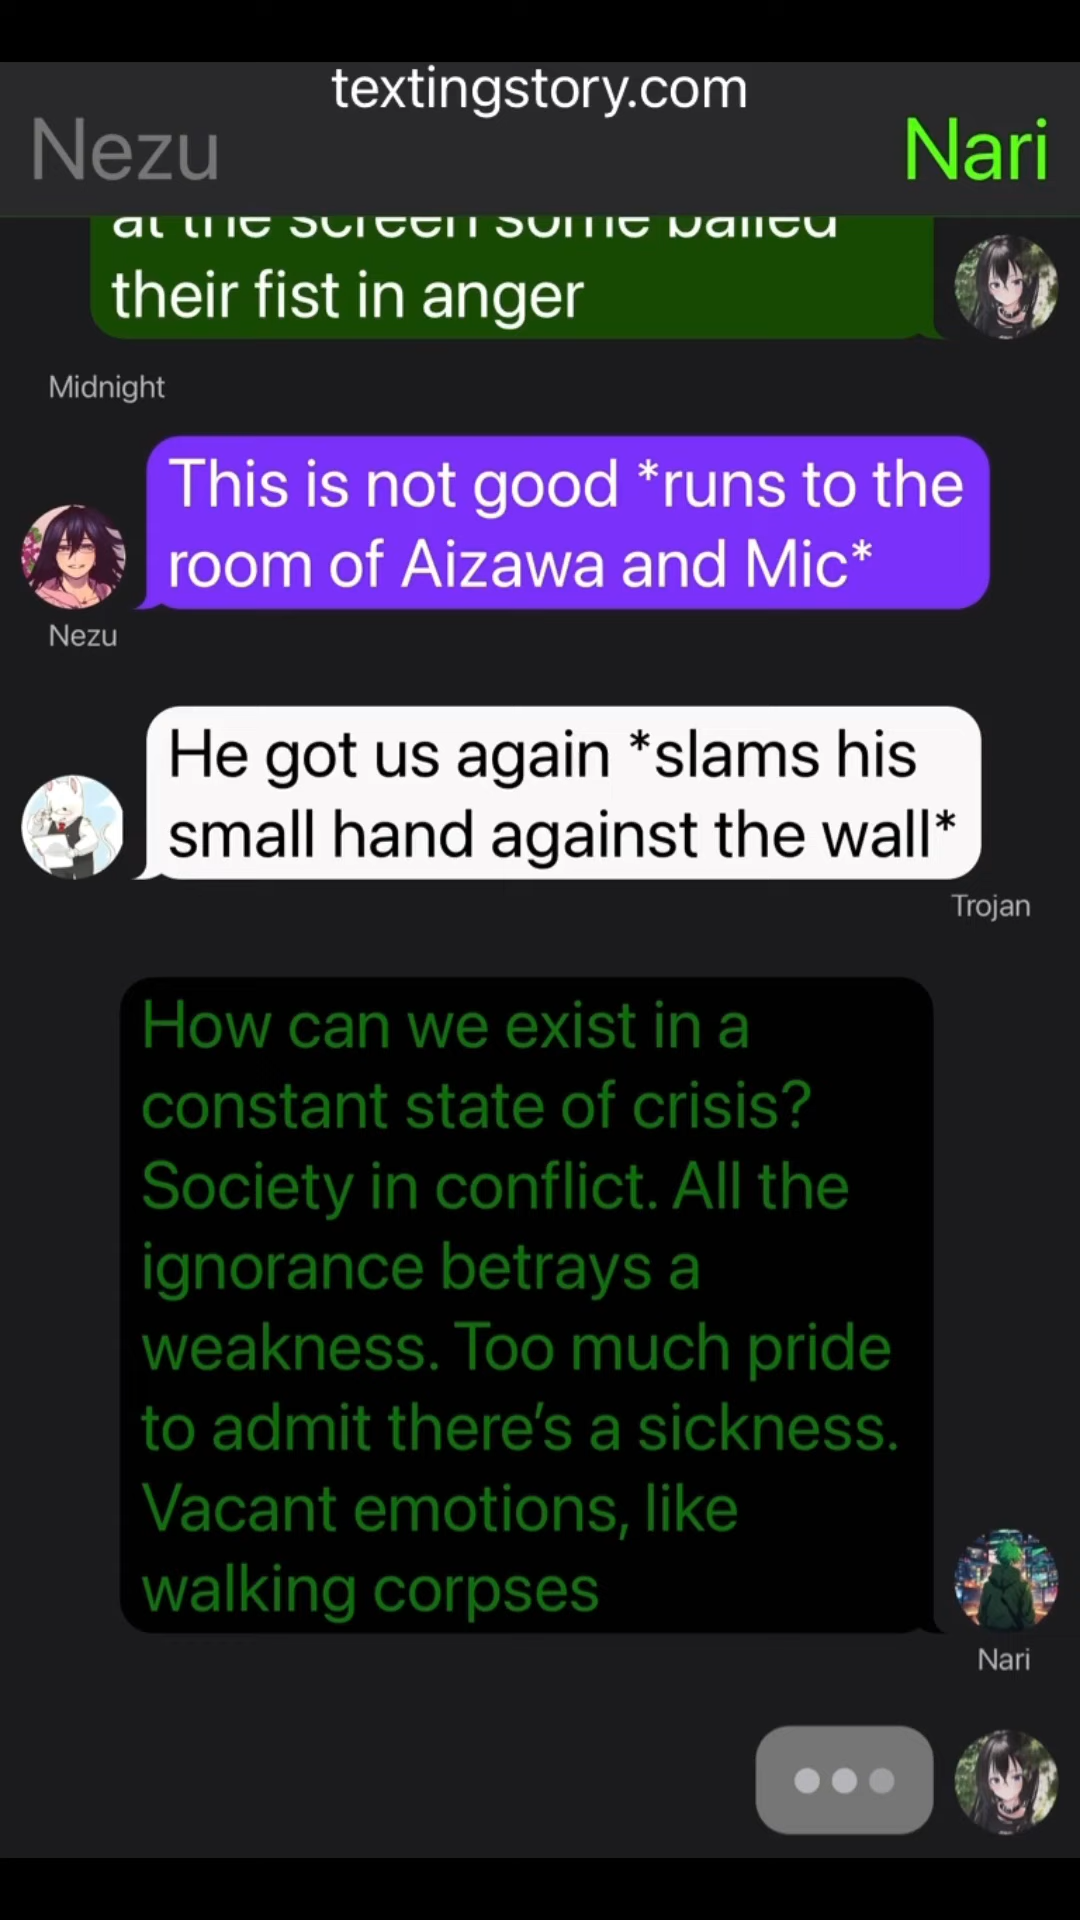 textingstory.com
Nezu
Nari
at the screen some balled
their fist in anger
Midnight
This is not good *runs to the
room of Aizawa and Mic*
Nezu
He got us again *slams his
small hand against the wall*
Trojan
How can we exist in a
constant state of crisis?
Society in conflict. All the
ignorance betrays a
weakness. Too much pride
to admit there’s a sickness.
Vacant emotions, like
walking corpses
Nari